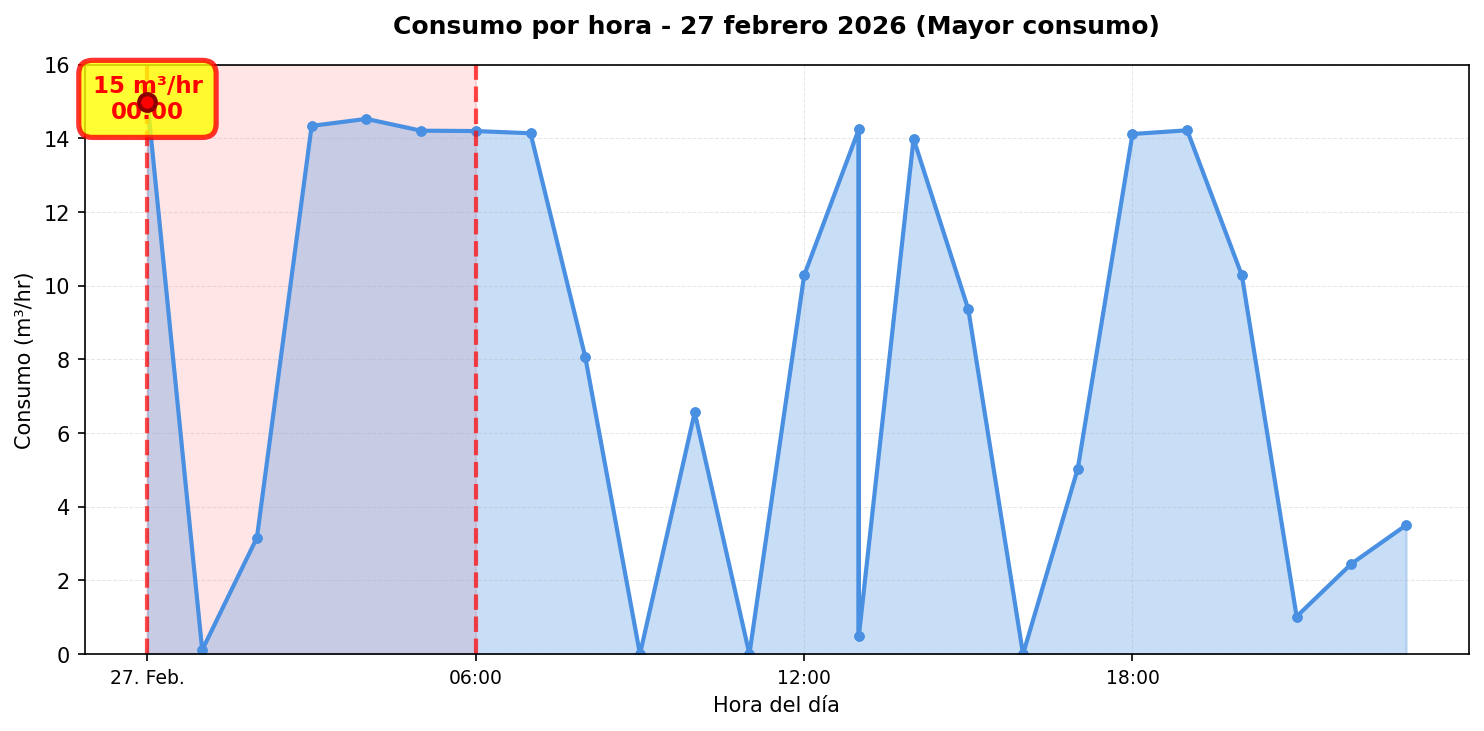 Consumo por hora - 27 febrero 2026 (Mayor consumo)
16
15 m³/hr
00:00
14
12
10
8
6
4
2
0
Consumo (m³/hr)
27. Feb.
06:00
12:00
18:00
Hora del día